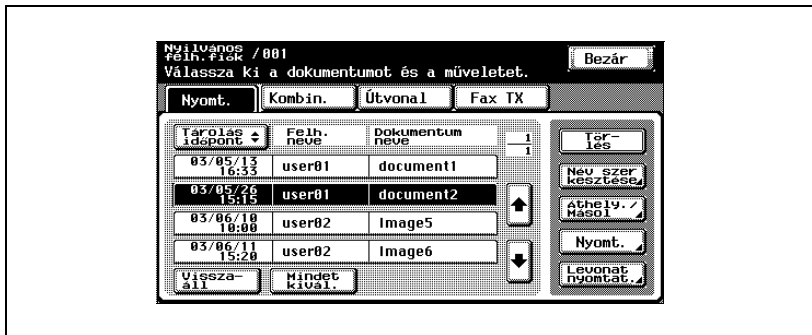 Nyilvános
felh.fiók /001
Válassza ki a dokumentumot és a műveletet.
Bezár
Nyomt. Kombin. Útvonal Fax TX
Tárolás
időpont
Felh.
neve
Dokumentum
neve
1
1
03/05/13
16:33 user01 document1
03/05/26
15:15 user01 document2
03/06/10
10:00 user02 Image5
03/06/11
15:20 user02 Image6
Vissza-
áll
Mindet
kivál.
Tör-
lés
Név szer
kesztése
Áthely./
Másol
Nyomt.
Levonat
nyomtat.